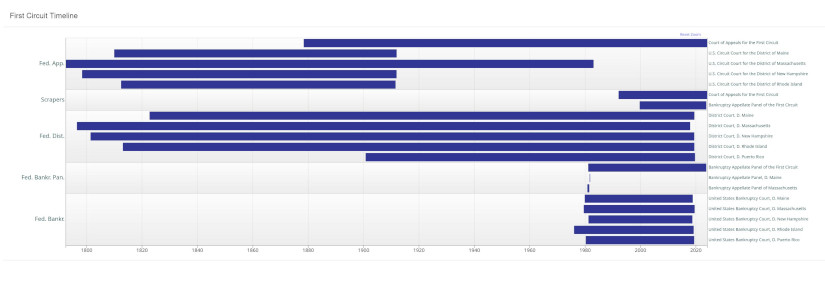 First Circuit Timeline
Fed. App.
Court of Appeals for the First Circuit
U.S. Circuit Court for the District of Maine
U.S. Circuit Court for the District of Massachusetts
U.S. Circuit Court for the District of New Hampshire
U.S. Circuit Court for the District of Rhode Island
Scrapers
Court of Appeals for the First Circuit
Bankruptcy Appellate Panel of the First Circuit
Fed. Dist.
District Court, D. Maine
District Court, D. Massachusetts
District Court, D. New Hampshire
District Court, D. Rhode Island
District Court, D. Puerto Rico
Fed. Bankr. Pan.
Bankruptcy Appellate Panel of the First Circuit
Bankruptcy Appellate Panel, D. Maine
Bankruptcy Appellate Panel of Massachusetts
Fed. Bankr
United States Bankruptcy Court, D. Maine
United States Bankruptcy Court, D. Massachusetts
United States Bankruptcy Court, D. New Hampshire
United States Bankruptcy Court, D. Rhode Island
United States Bankruptcy Court, D. Puerto Rico
1800 1820 1840 1860 1880 1900 1920 1940 1960 1980 2000 2020